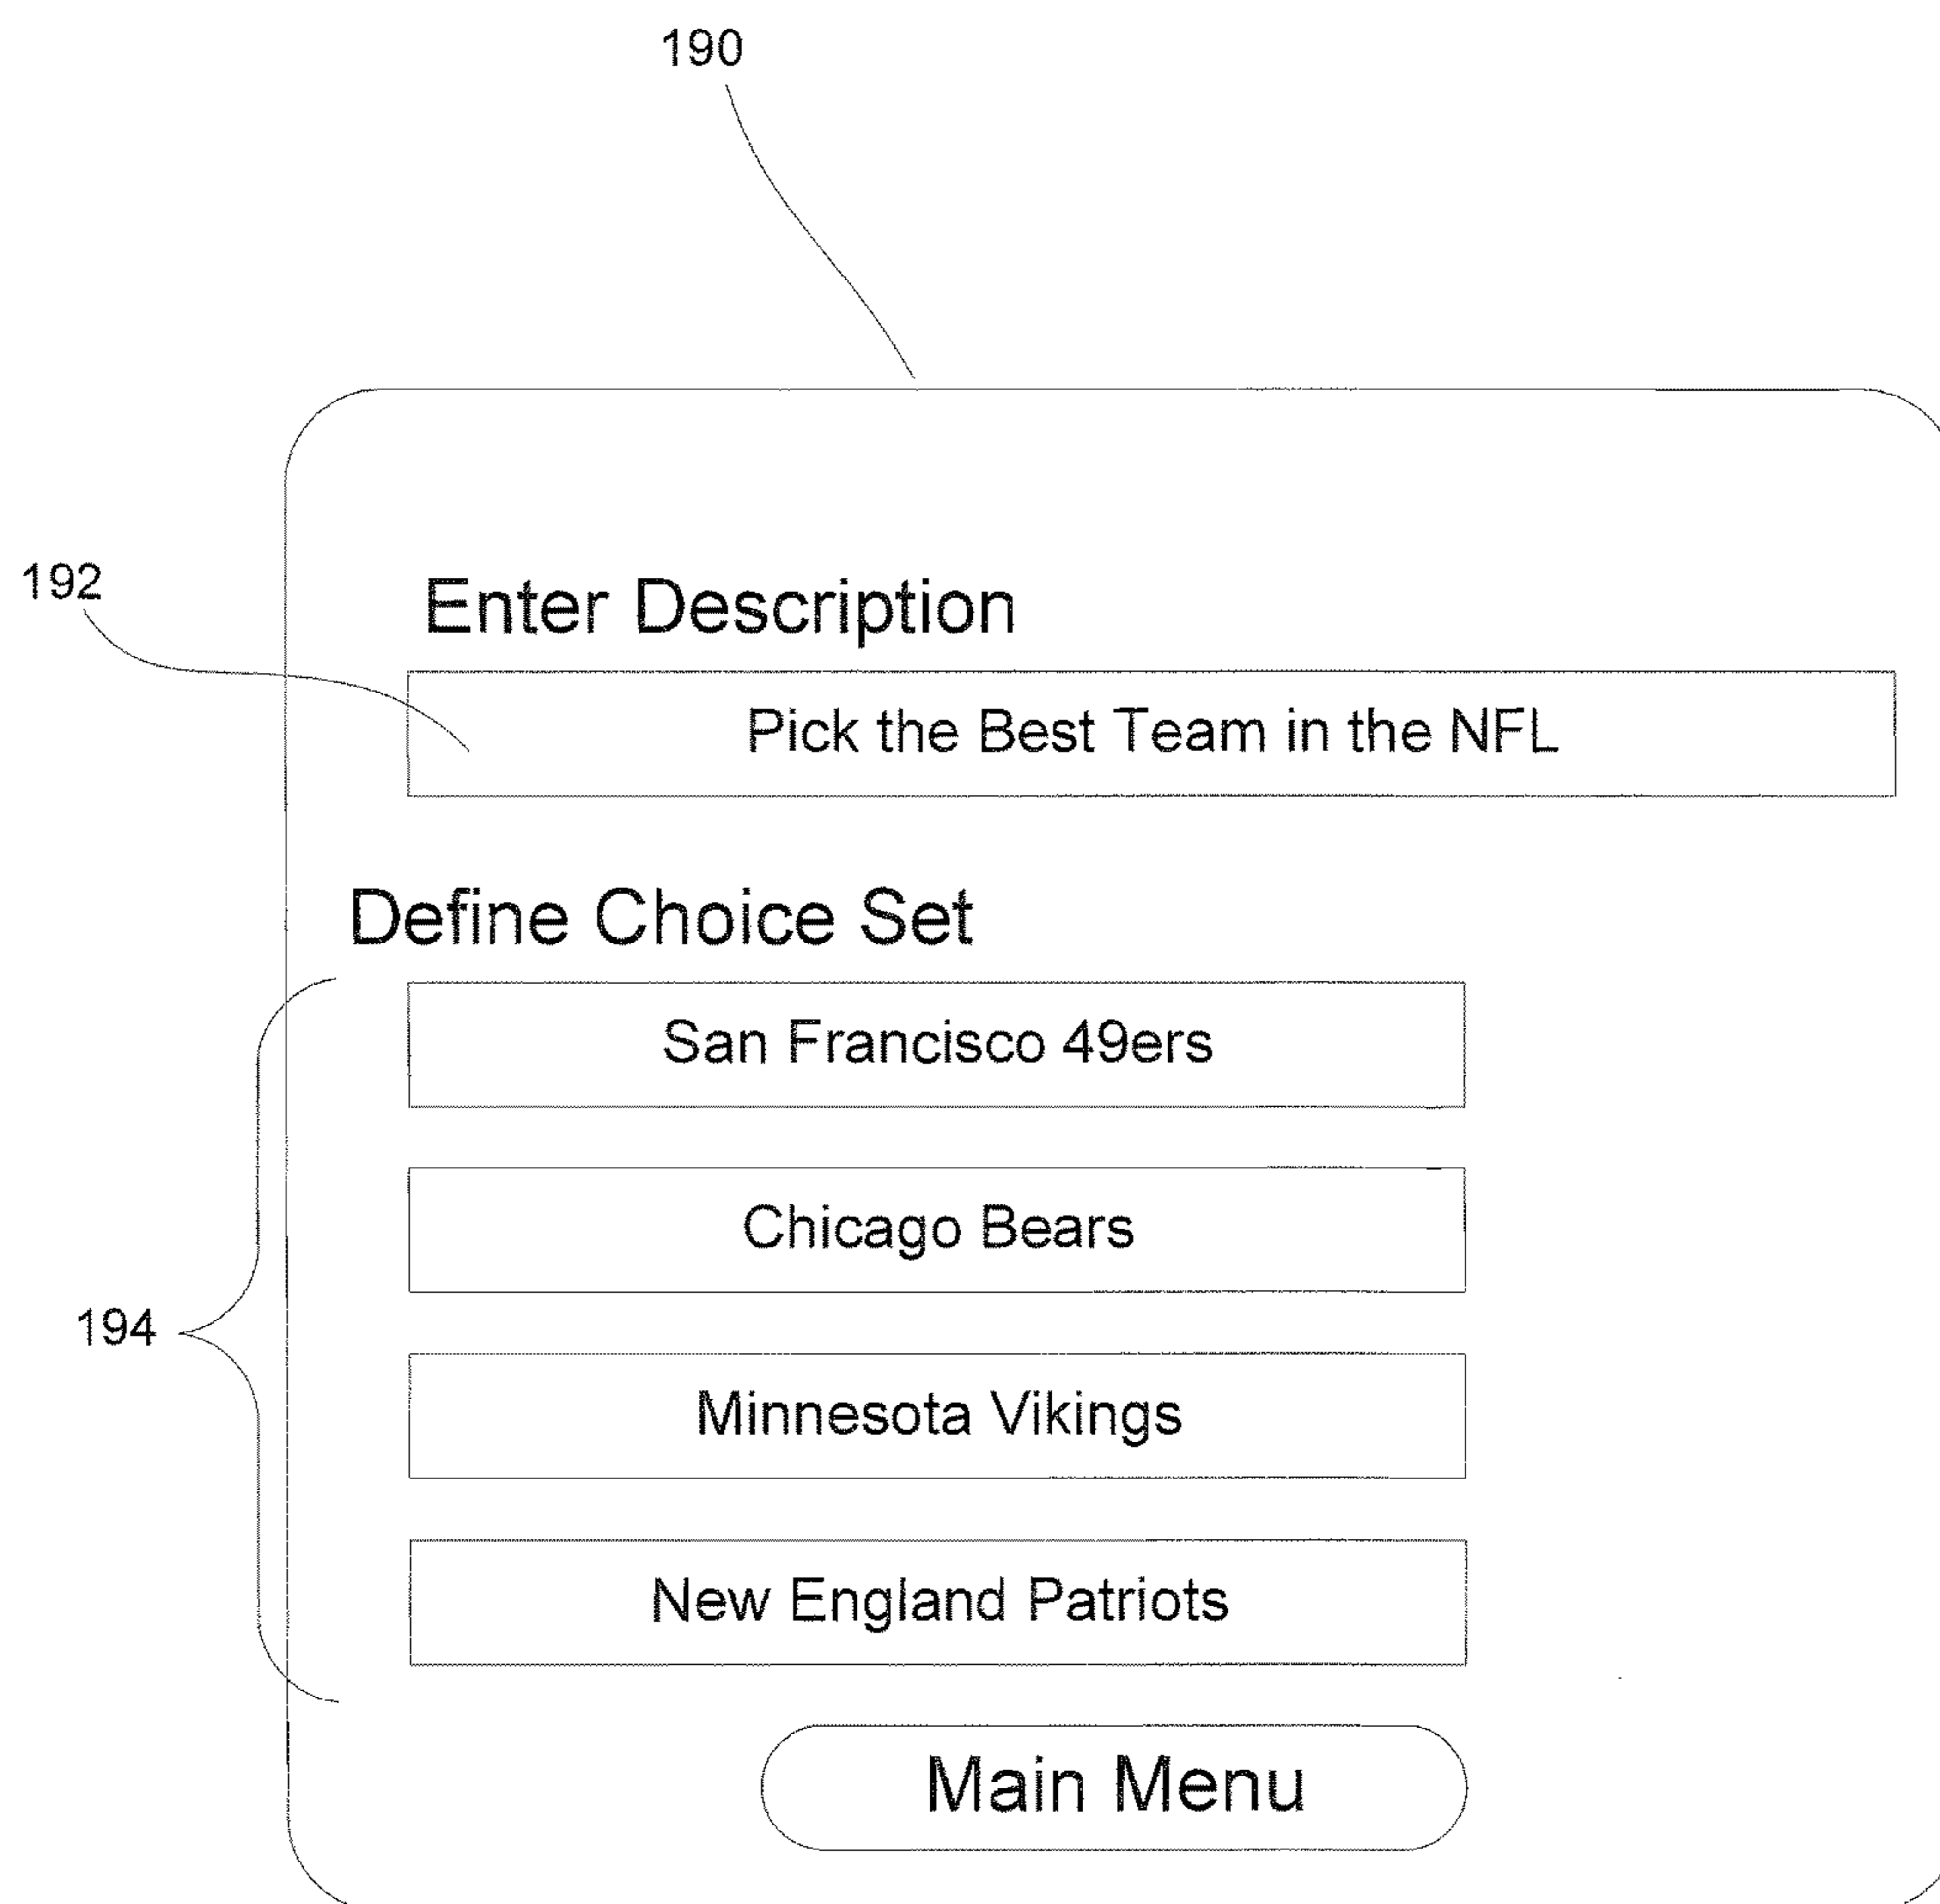 190
192
Enter Description
Pick the Best Team in the NFL
Define Choice Set
San Francisco 49ers
Chicago Bears
194
Minnesota Vikings
New England Patriots
Main Menu